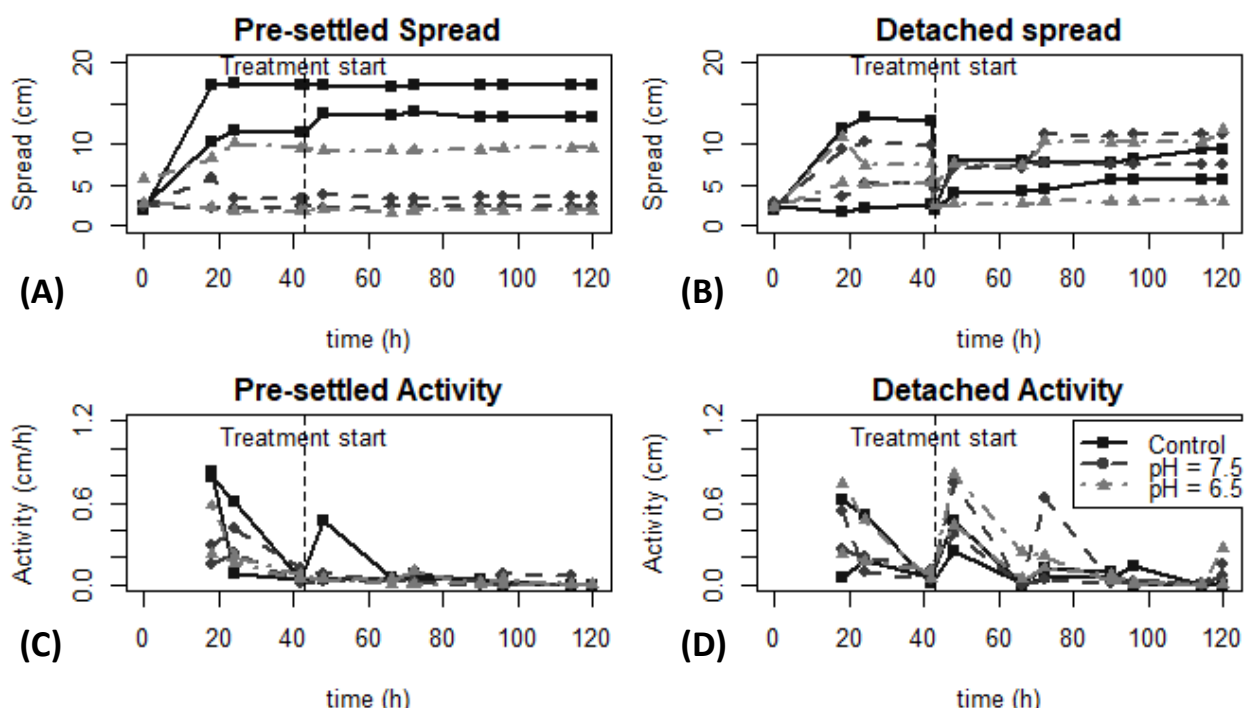 Pre-settled Spread
Treatment start
Spread (cm)
20
10
5
0
0 20 40 60 80 100 120
(A)
time (h)
Detached spread
Treatment start
Spread (cm)
20
10
5
0
0 20 40 60 80 100 120
(B)
time (h)
Pre-settled Activity
Treatment start
Activity (cm/h)
1.2
0.6
0.0
0 20 40 60 80 100 120
(C)
time (h)
Detached Activity
Treatment start
Activity (cm)
1.2
0.6
0.0
Control
pH = 7.5
pH = 6.5
0 20 40 60 80 100 120
(D)
time (h)